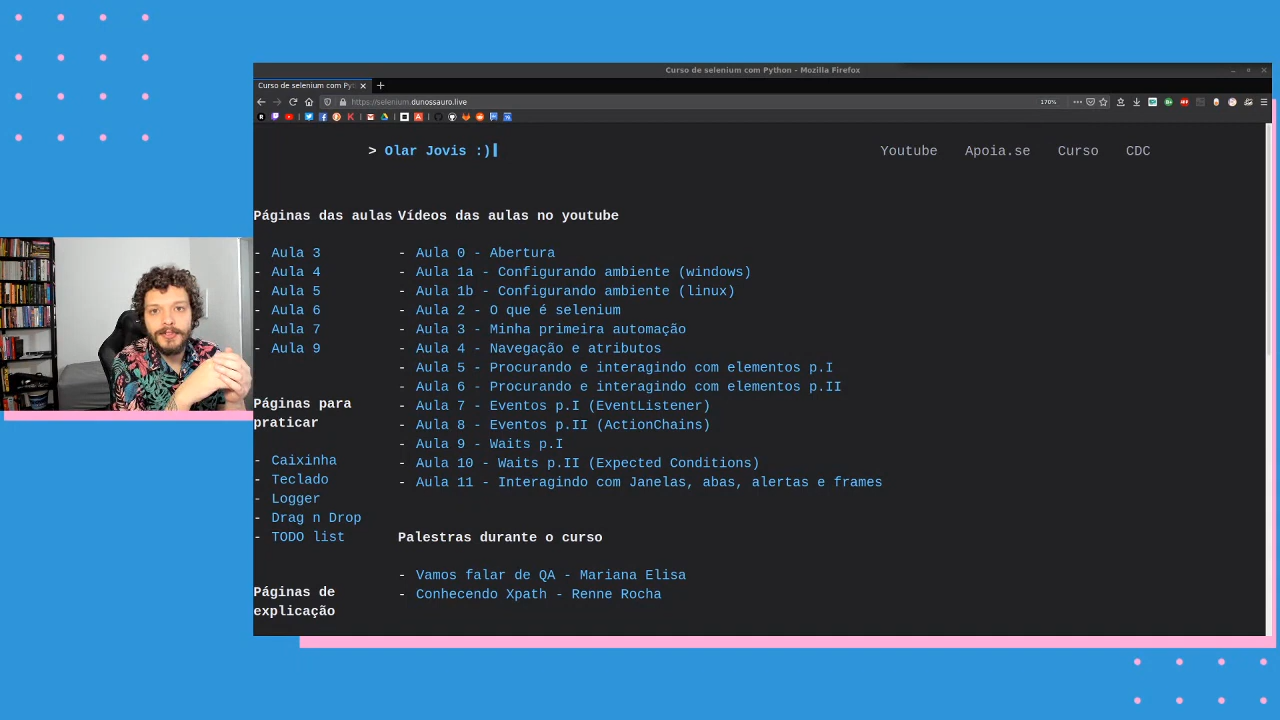 Curso de selenium com Python - Mozilla Firefox
Curso de selenium com Pyt
https://selenium.dunossauro.live
170%
> Olar Jovis :)
Youtube Apoia.se Curso CDC
Páginas das aulas
- Aula 3
- Aula 4
- Aula 5
- Aula 6
- Aula 7
- Aula 9
Páginas para
praticar
- Caixinha
- Teclado
- Logger
- Drag n Drop
- TODO list
Páginas de
explicação
Vídeos das aulas no youtube
- Aula 0 - Abertura
- Aula 1a - Configurando ambiente (windows)
- Aula 1b - Configurando ambiente (linux)
- Aula 2 - O que é selenium
- Aula 3 - Minha primeira automação
- Aula 4 - Navegação e atributos
- Aula 5 - Procurando e interagindo com elementos p.I
- Aula 6 - Procurando e interagindo com elementos p.II
- Aula 7 - Eventos p.I (EventListener)
- Aula 8 - Eventos p.II (ActionChains)
- Aula 9 - Waits p.I
- Aula 10 - Waits p.II (Expected Conditions)
- Aula 11 - Interagindo com Janelas, abas, alertas e frames
Palestras durante o curso
- Vamos falar de QA - Mariana Elisa
- Conhecendo Xpath - Renne Rocha